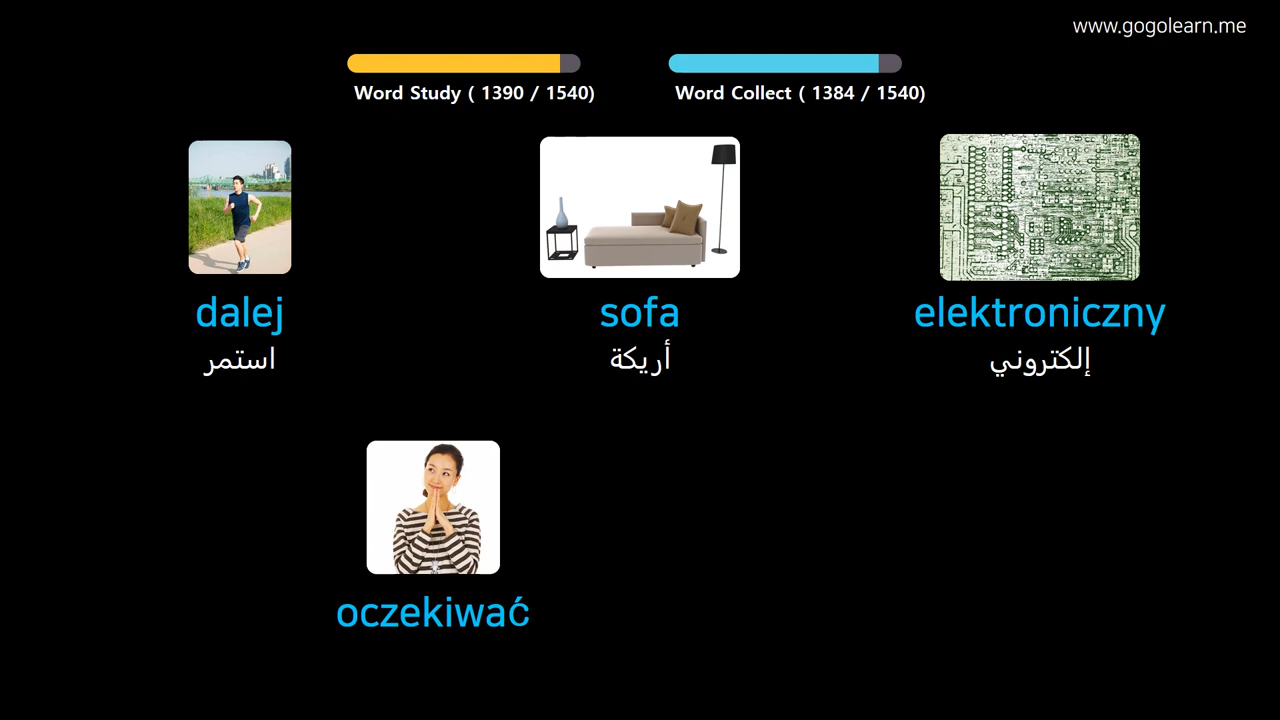 www.gogolearn.me
Word Study ( 1390 / 1540)
Word Collect ( 1384 / 1540)
dalej
استمر
sofa
أريكة
elektroniczny
إلكتروني
oczekiwać